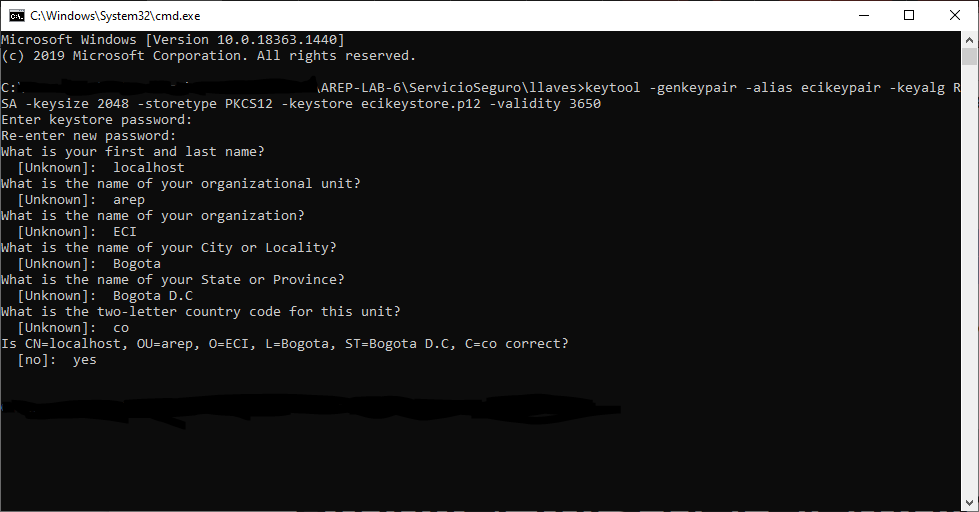 C:\Windows\System32\cmd.exe
Microsoft Windows [Version 10.0.18363.1440]
(c) 2019 Microsoft Corporation. All rights reserved.
C:\AREP-LAB-6\ServicioSeguro\llaves>keytool -genkeypair -alias ecikeypair -keyalg R
SA -keysize 2048 -storetype PKCS12 -keystore ecikeystore.p12 -validity 3650
Enter keystore password:
Re-enter new password:
What is your first and last name?
  [Unknown]:  localhost
What is the name of your organizational unit?
  [Unknown]:  arep
What is the name of your organization?
  [Unknown]:  ECI
What is the name of your City or Locality?
  [Unknown]:  Bogota
What is the name of your State or Province?
  [Unknown]:  Bogota D.C
What is the two-letter country code for this unit?
  [Unknown]:  co
Is CN=localhost, OU=arep, O=ECI, L=Bogota, ST=Bogota D.C, C=co correct?
  [no]:  yes